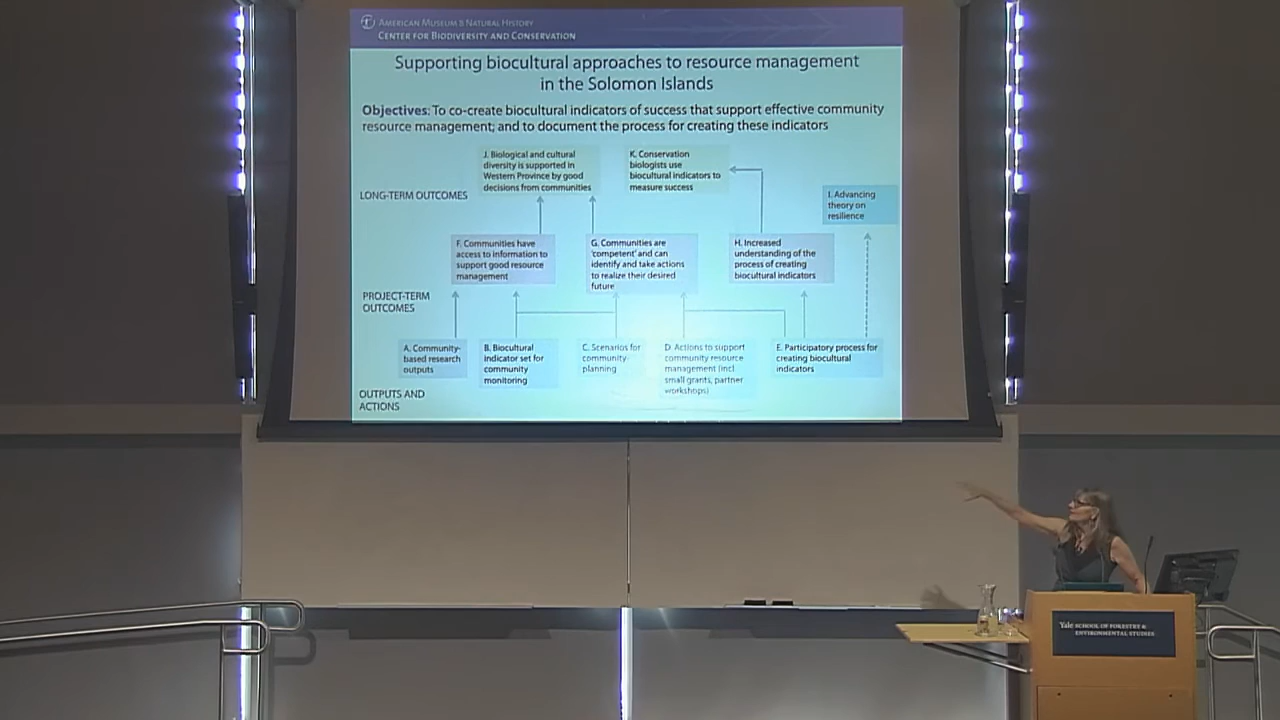 AMERICAN MUSEUM & NATURAL HISTORY
CENTER FOR BIODIVERSITY AND CONSERVATION
Supporting biocultural approaches to resource management
in the Solomon Islands
Objectives: To co-create biocultural indicators of success that support effective community
resource management; and to document the process for creating these indicators
J. Biological and cultural
diversity is supported in
Western Province by good
decisions from communities
K. Conservation
biologists use
biocultural indicators to
measure success
LONG-TERM OUTCOMES
I. Advancing
theory on
resilience
F. Communities have
access to information to
support good resource
management
G. Communities are
'competent' and can
identify and take actions
to realize their desired
future
H. Increased
understanding of the
process of creating
biocultural indicators
PROJECT-TERM
OUTCOMES
A. Community-
based research
outputs
B. Biocultural
indicator set for
community
monitoring
C. Scenarios for
community
planning
D. Actions to support
community resource
management (incl
small grants, partner
workshops)
E. Participatory process for
creating biocultural
indicators
OUTPUTS AND
ACTIONS
Yale SCHOOL OF FORESTRY &
ENVIRONMENTAL STUDIES